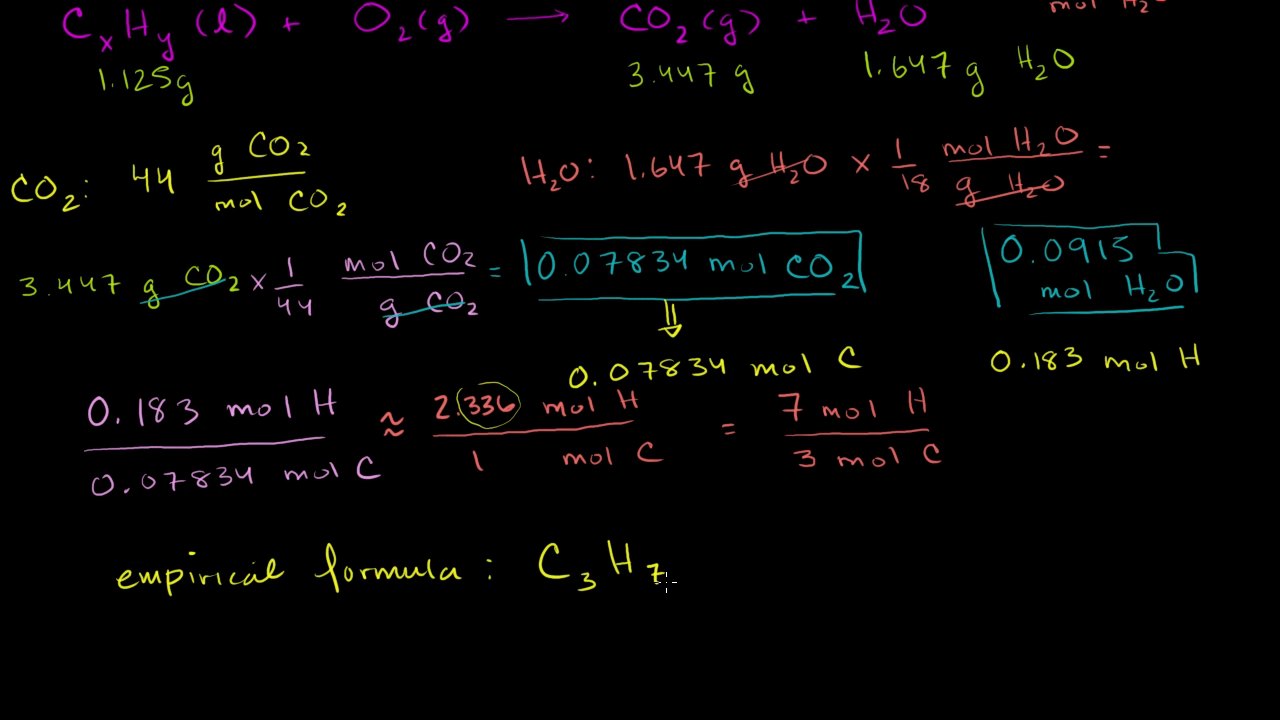 CₓHᵧ (l) + O₂(g) → CO₂(g) + H₂O
mol H₂
1.125g 3.447 g 1.647 g H₂O
CO₂: 44 g CO₂ / mol CO₂
H₂O: 1.647 g H₂O × 1/18 mol H₂O / g H₂O =
3.447 g CO₂ × 1/44 mol CO₂ / g CO₂ = 0.07834 mol CO₂
0.0915
mol H₂O
⇓
0.07834 mol C
0.183 mol H
0.183 mol H / 0.07834 mol C ≈ 2.336 mol H / 1 mol C = 7 mol H / 3 mol C
empirical formula: C₃H₇